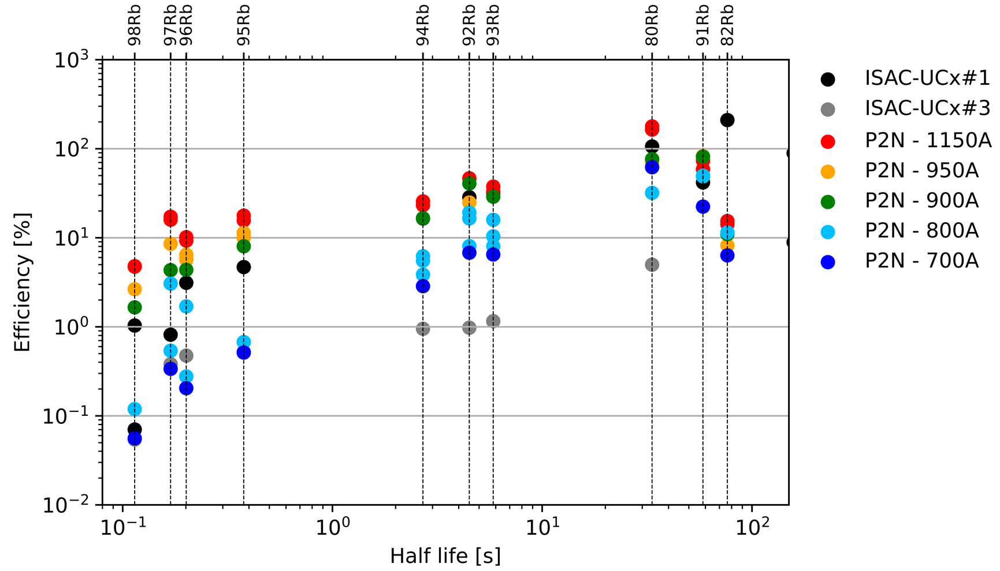 98Rb 97Rb 96Rb 95Rb 94Rb 92Rb 93Rb 80Rb 91Rb 82Rb
10³
10²
10¹
10⁰
10⁻¹
10⁻²
Efficiency [%]
10⁻¹ 10⁰ 10¹ 10²
Half life [s]
ISAC-UCx#1
ISAC-UCx#3
P2N - 1150A
P2N - 950A
P2N - 900A
P2N - 800A
P2N - 700A